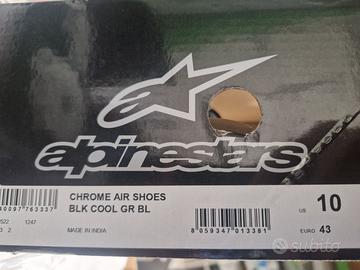 alpinestars
CHROME AIR SHOES
BLK COOL GR BL
MADE IN INDIA
1247
8 059347 013381
US 10
EURO 43
subito